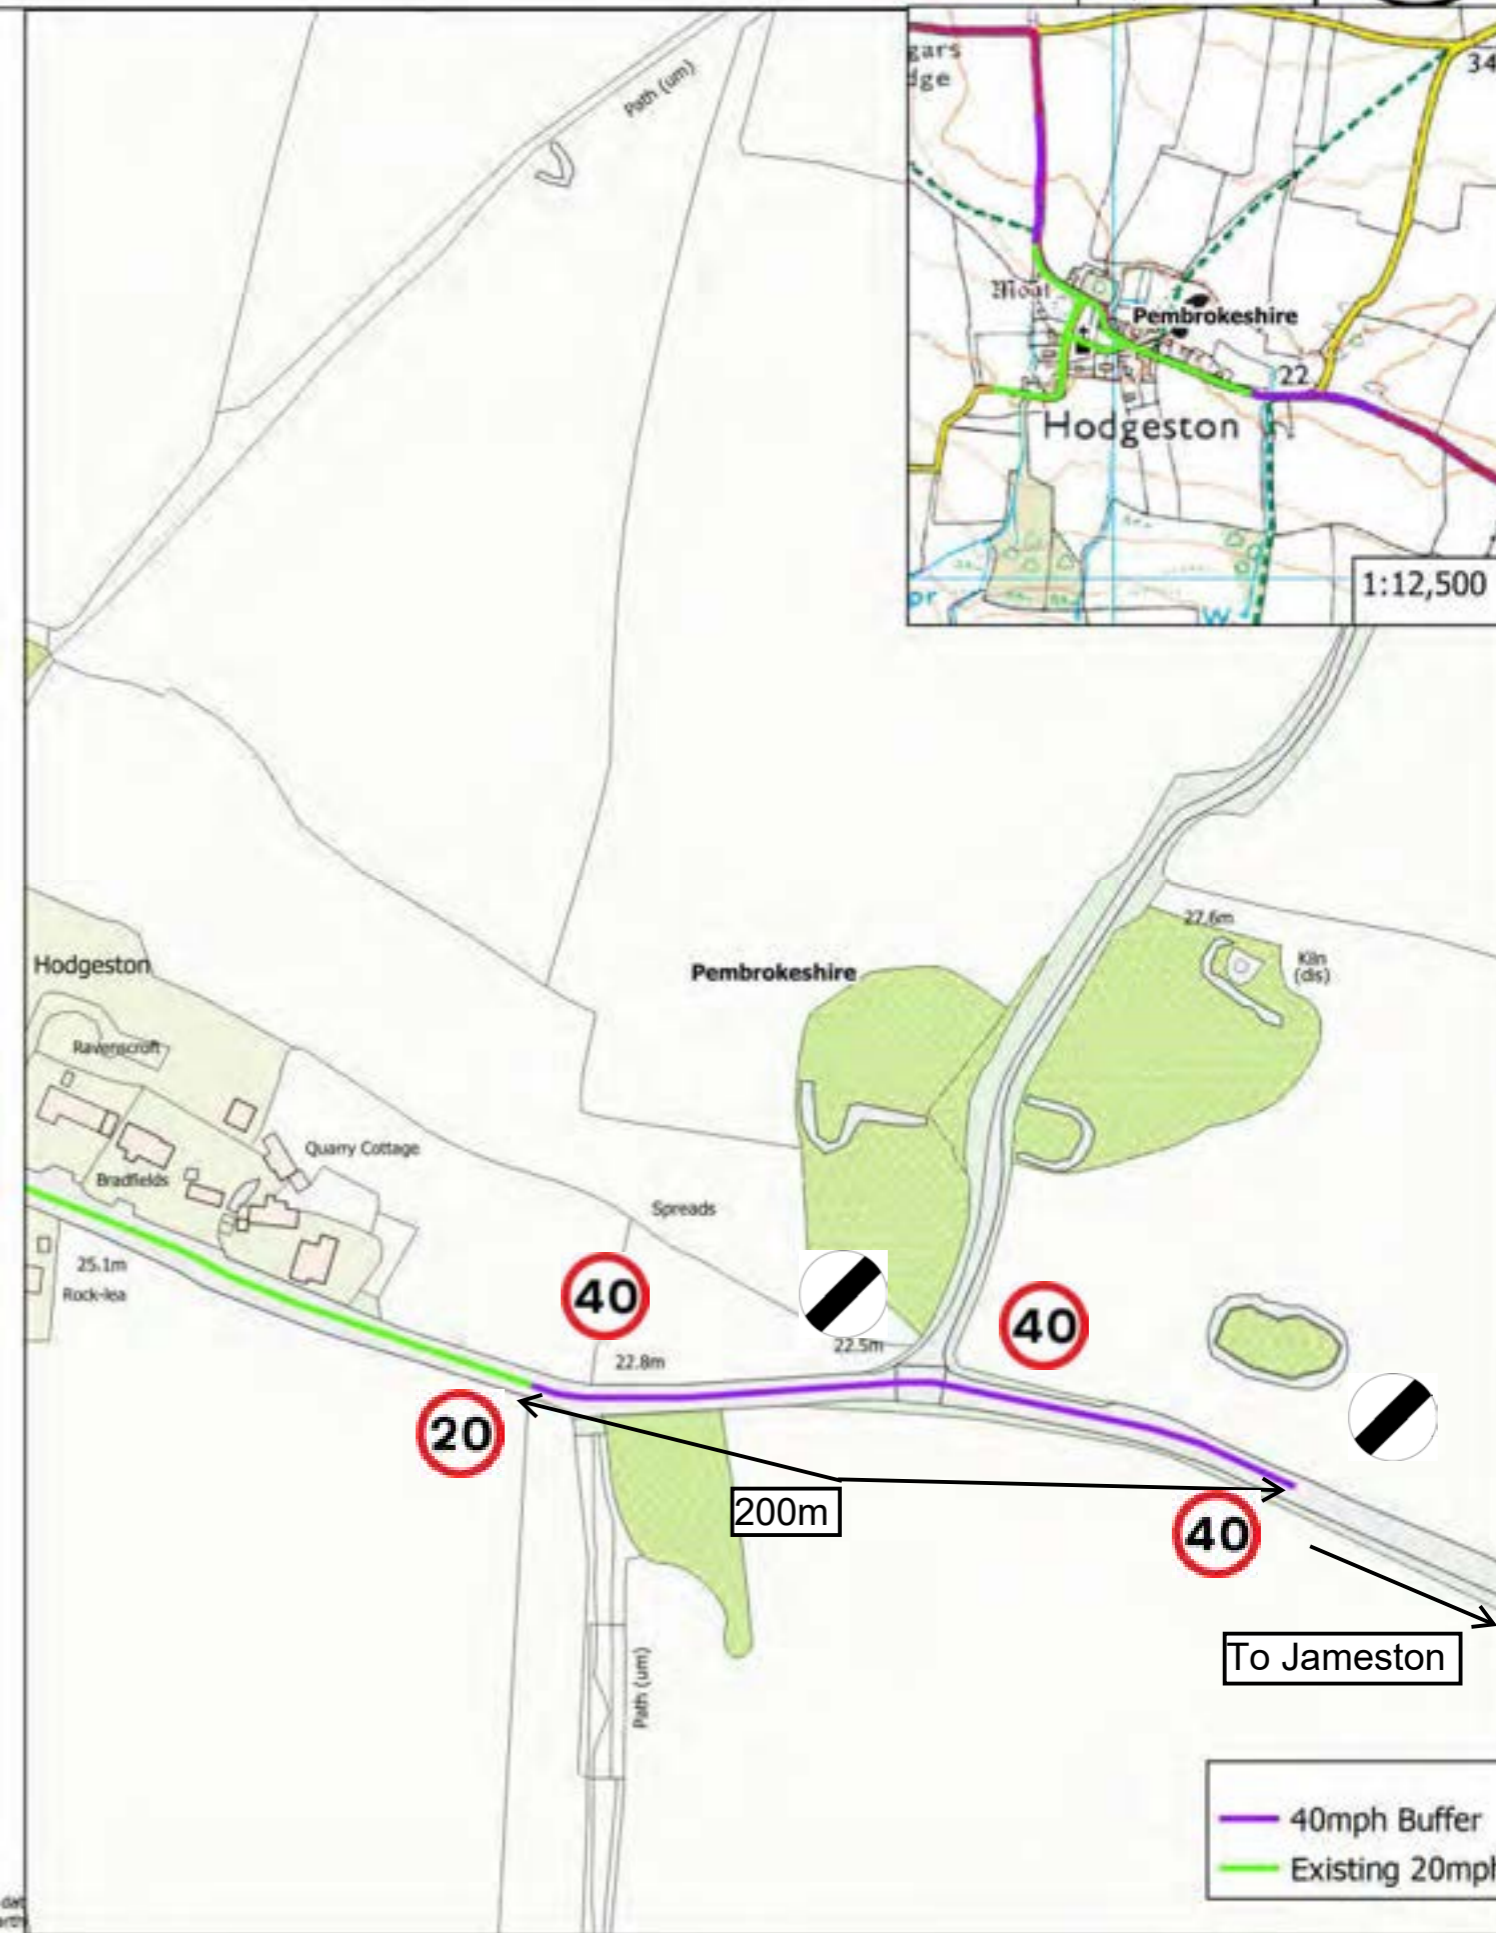 Path (um)
gars
dge
34
Moat
Pembrokeshire
22
Hodgeston
1:12,500
pr
W
27.6m
Kiln
(dis)
Hodgeston
Pembrokeshire
Ravenscroft
Quarry Cottage
Bradfields
Spreads
25.1m
Rock-lea
40
40
22.5m
22.8m
20
200m
40
To Jameston
Path (um)
40mph Buffer
Existing 20mph
dat